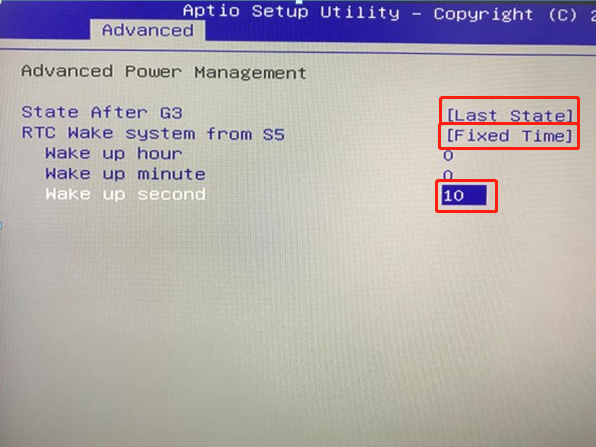 Aptio Setup Utility - Copyright (C) 2
Advanced
Advanced Power Management
State After G3 [Last State]
RTC Wake system from S5 [Fixed Time]
Wake up hour 0
Wake up minute 0
Wake up second 10